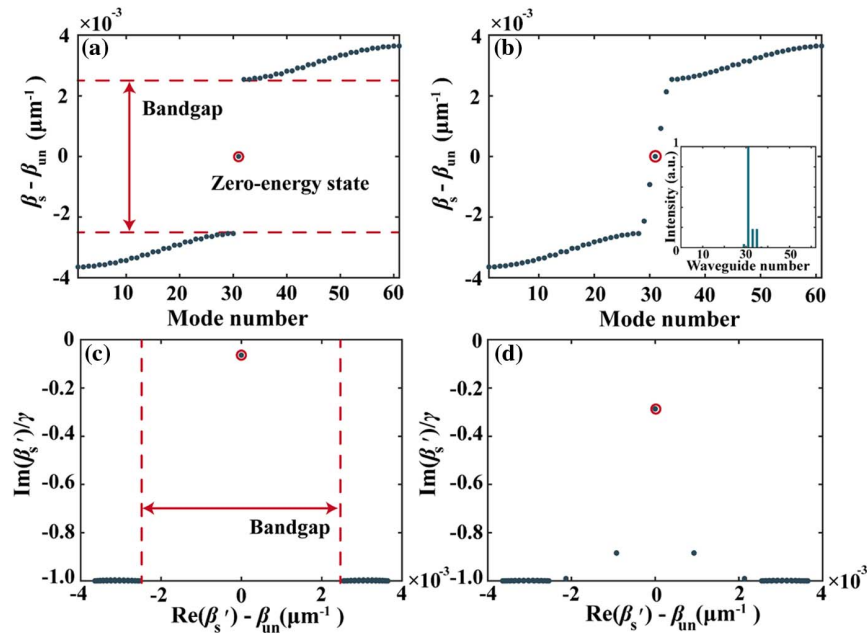 ×10⁻³
(a)
4
2
0
-2
-4
βₛ - βᵤₙ (μm⁻¹)
Bandgap
Zero-energy state
10 20 30 40 50 60
Mode number
×10⁻³
(b)
4
2
0
-2
-4
βₛ - βᵤₙ (μm⁻¹)
1
0
Intensity (a.u.)
10 30 50
Waveguide number
10 20 30 40 50 60
Mode number
(c)
0
-0.2
-0.4
-0.6
-0.8
-1.0
Im(βₛ′)/γ
Bandgap
-4 -2 0 2 4
×10⁻³
Re(βₛ′) - βᵤₙ(μm⁻¹)
(d)
0
-0.2
-0.4
-0.6
-0.8
-1.0
Im(βₛ′)/γ
-4 -2 0 2 4
×10⁻³
Re(βₛ′) - βᵤₙ(μm⁻¹)